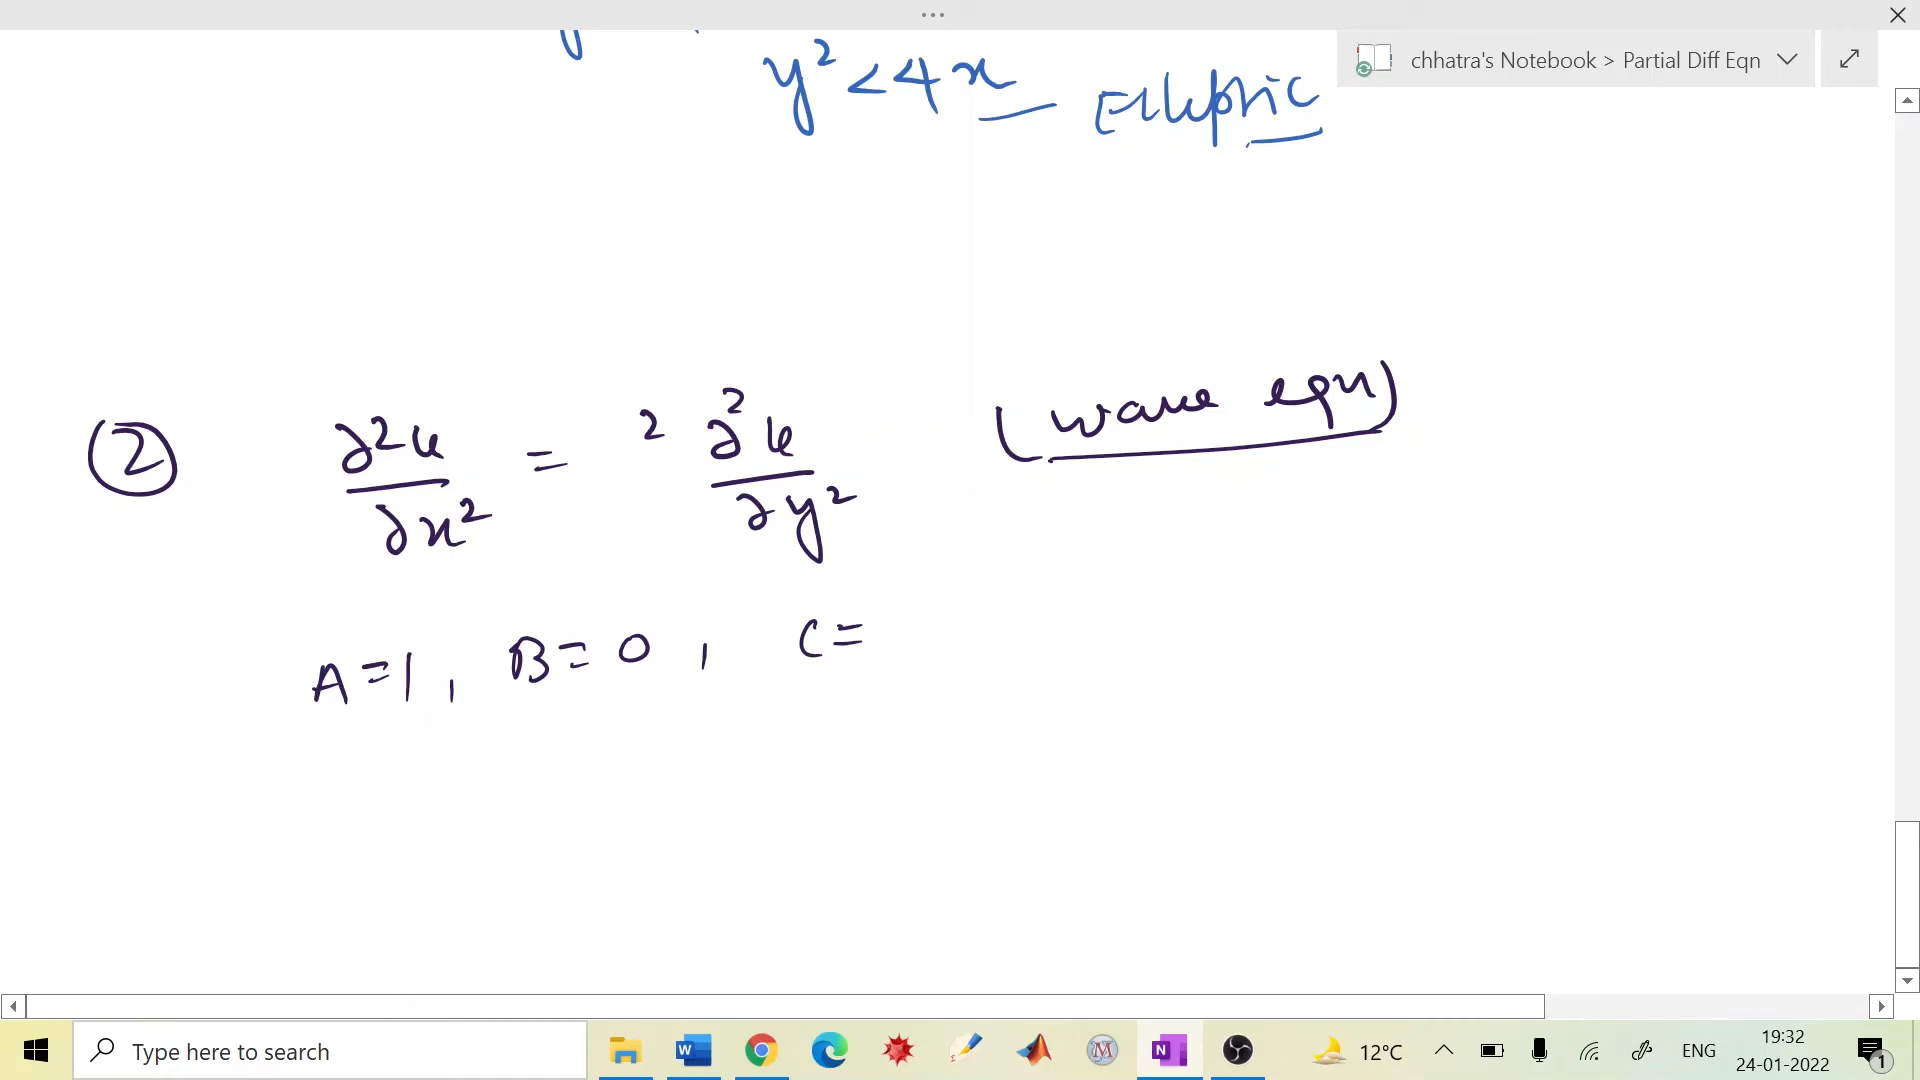 y² < 4x Elliptic
chhatra's Notebook > Partial Diff Eqn
② ∂²u/∂x² = ² ∂²u/∂y² (wave eqn)
A = 1, B = 0, C =
Type here to search
12°C
ENG
19:32
24-01-2022
1